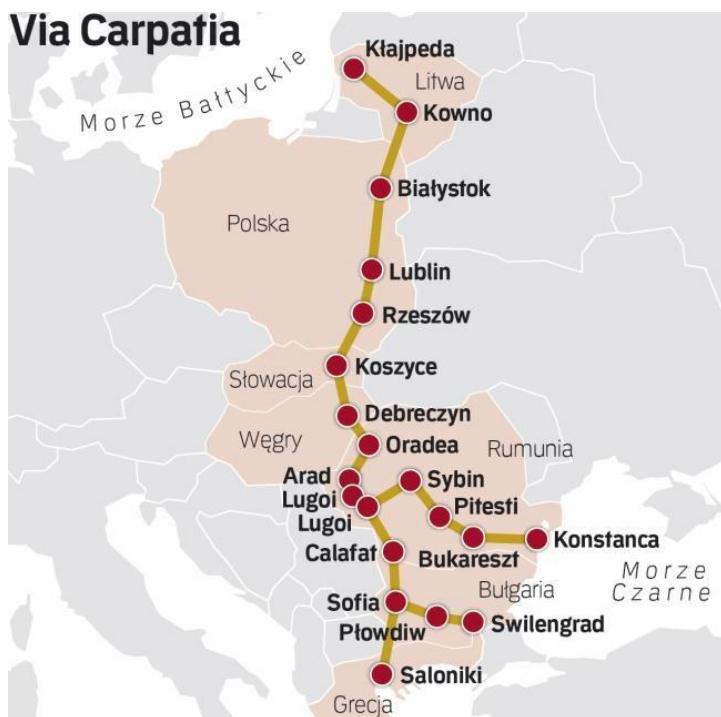 Via Carpatia
Kłajpeda
Litwa
Morze Bałtyckie
Kowno
Białystok
Polska
Lublin
Rzeszów
Koszyce
Słowacja
Debreczyn
Węgry
Oradea
Rumunia
Arad
Sybin
Lugoi
Pitesti
Lugoi
Konstanca
Calafat
Bukareszt
Morze
Czarne
Bułgaria
Sofia
Płowdiw
Swilengrad
Saloniki
Grecja